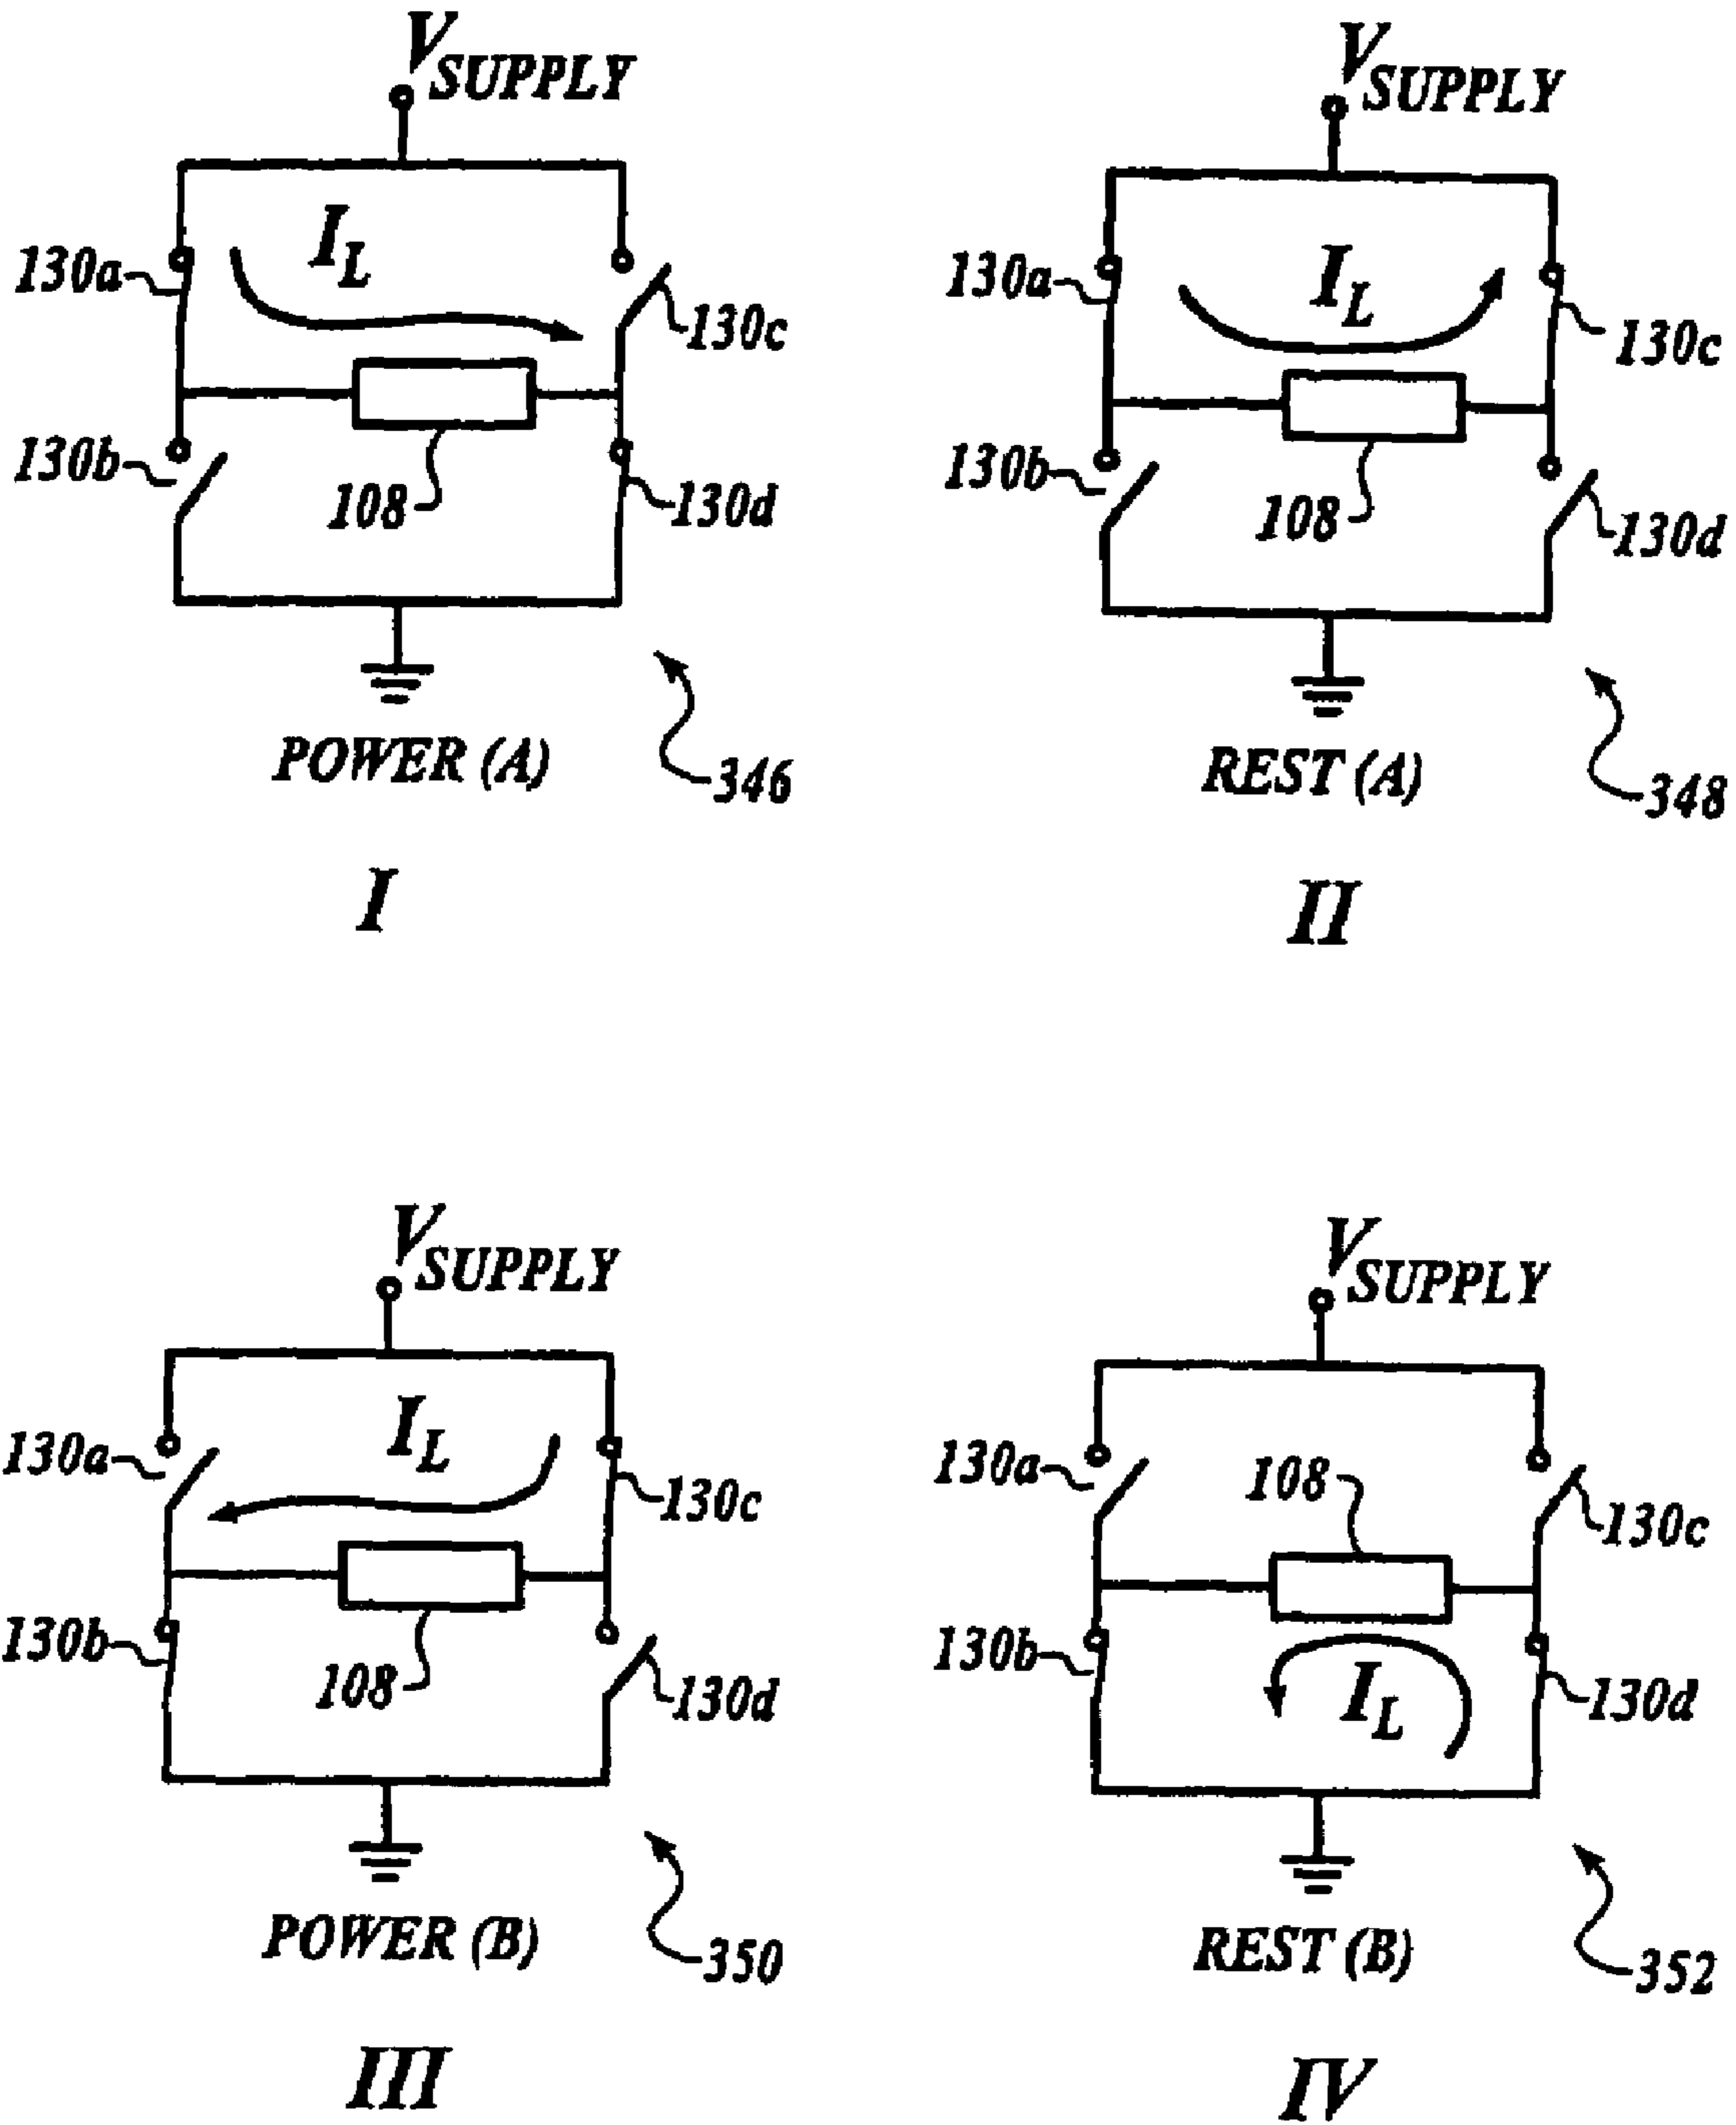 V_SUPPLY
I_L
130a
130c
130b
108
130d
POWER (A)
346
I
V_SUPPLY
I_L
130a
130c
130b
108
130d
REST (A)
348
II
V_SUPPLY
I_L
130a
130c
130b
108
130d
POWER (B)
350
III
V_SUPPLY
130a
108
130c
130b
I_L
130d
REST (B)
352
IV